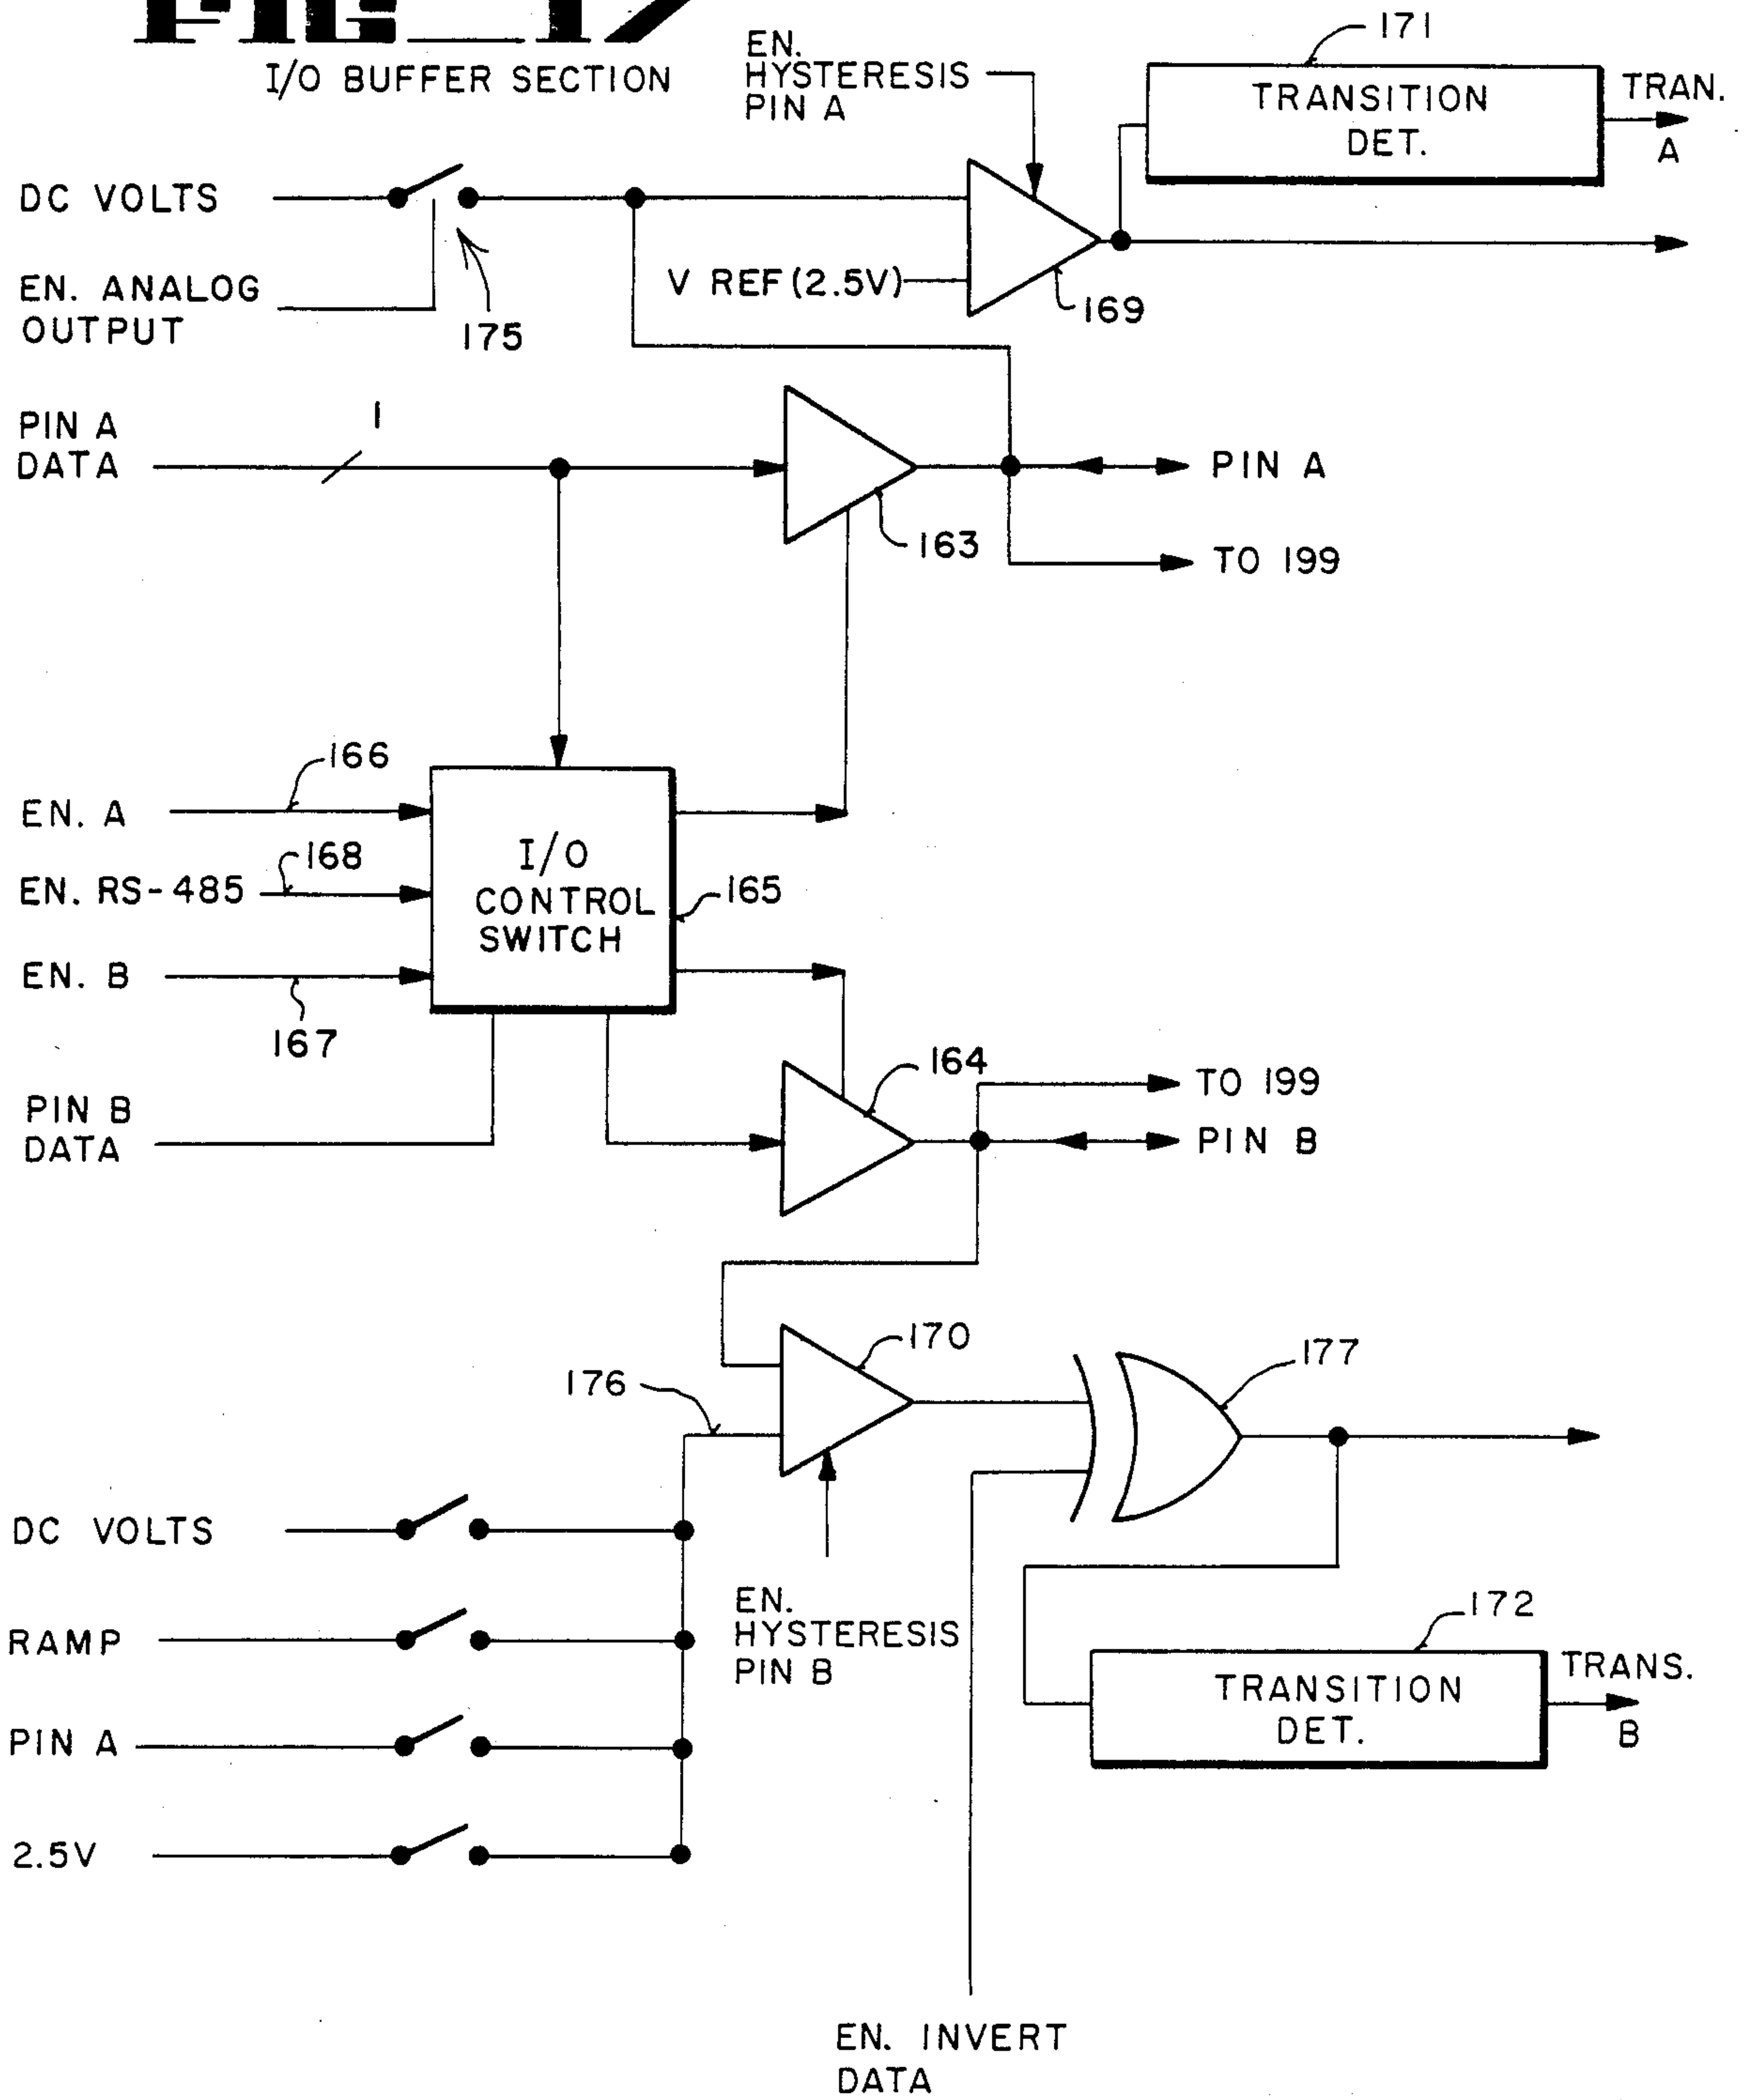 FIG_17
I/O BUFFER SECTION
EN.
HYSTERESIS
PIN A
171
TRANSITION
DET.
TRAN.
A
DC VOLTS
EN. ANALOG
OUTPUT
175
V REF (2.5V)
169
PIN A
DATA
1
163
PIN A
TO 199
EN. A
166
EN. RS-485
168
EN. B
167
I/O
CONTROL
SWITCH
165
PIN B
DATA
164
TO 199
PIN B
170
176
177
DC VOLTS
RAMP
PIN A
2.5V
EN.
HYSTERESIS
PIN B
172
TRANSITION
DET.
TRANS.
B
EN. INVERT
DATA